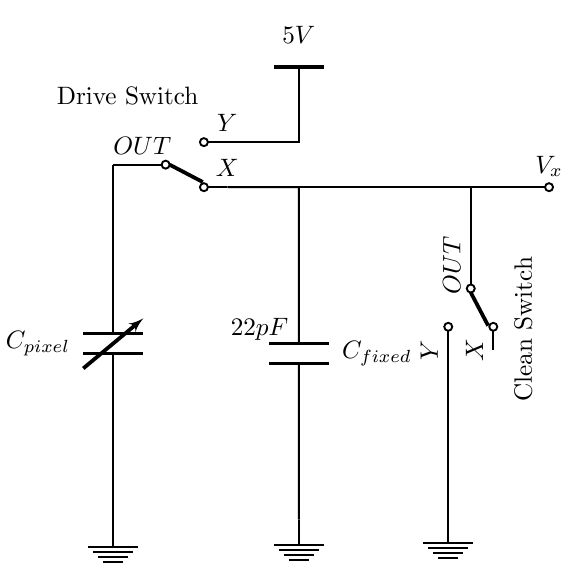 5V
Drive Switch
Y
OUT
X
V_x
OUT
22pF
C_{pixel}
C_{fixed}
Y
X
Clean Switch